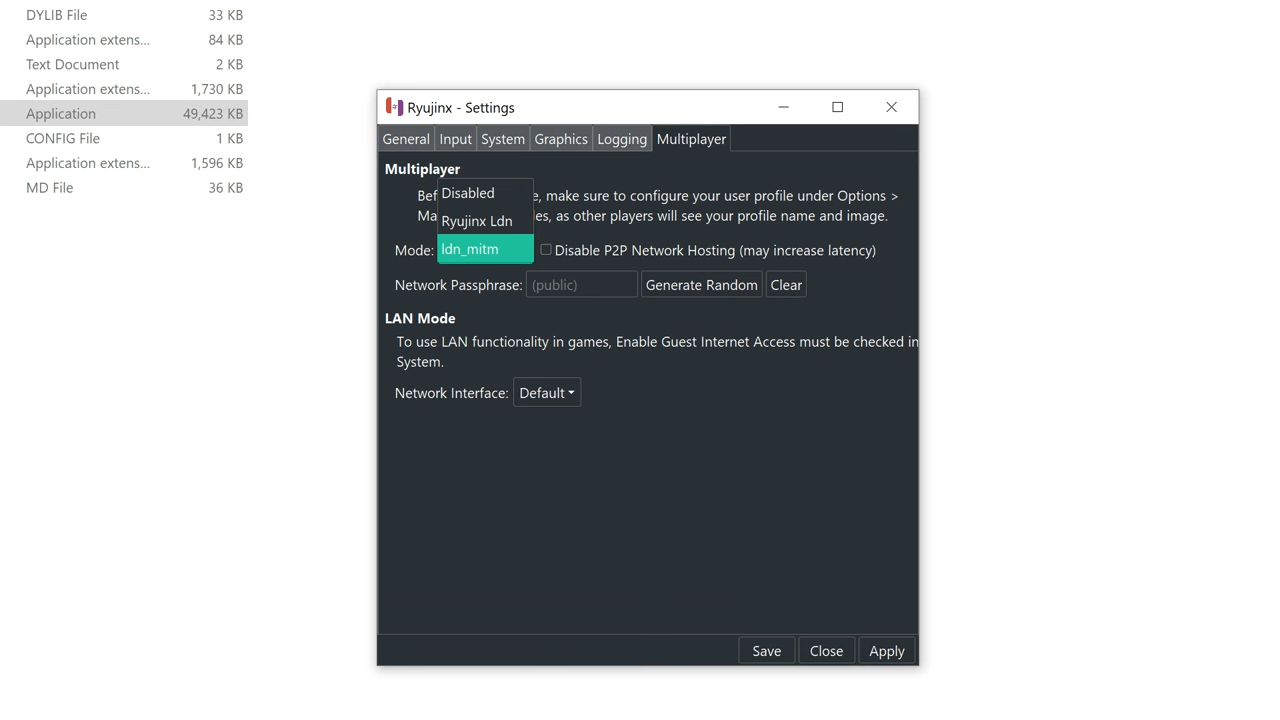 DYLIB File 33 KB
Application extens... 84 KB
Text Document 2 KB
Application extens... 1,730 KB
Application 49,423 KB
CONFIG File 1 KB
Application extens... 1,596 KB
MD File 36 KB
Ryujinx - Settings
General Input System Graphics Logging Multiplayer
Multiplayer
Disabled
e, make sure to configure your user profile under Options >
Ryujinx Ldn
es, as other players will see your profile name and image.
Mode: ldn_mitm Disable P2P Network Hosting (may increase latency)
Network Passphrase: (public) Generate Random Clear
LAN Mode
To use LAN functionality in games, Enable Guest Internet Access must be checked in
System.
Network Interface: Default
Save Close Apply